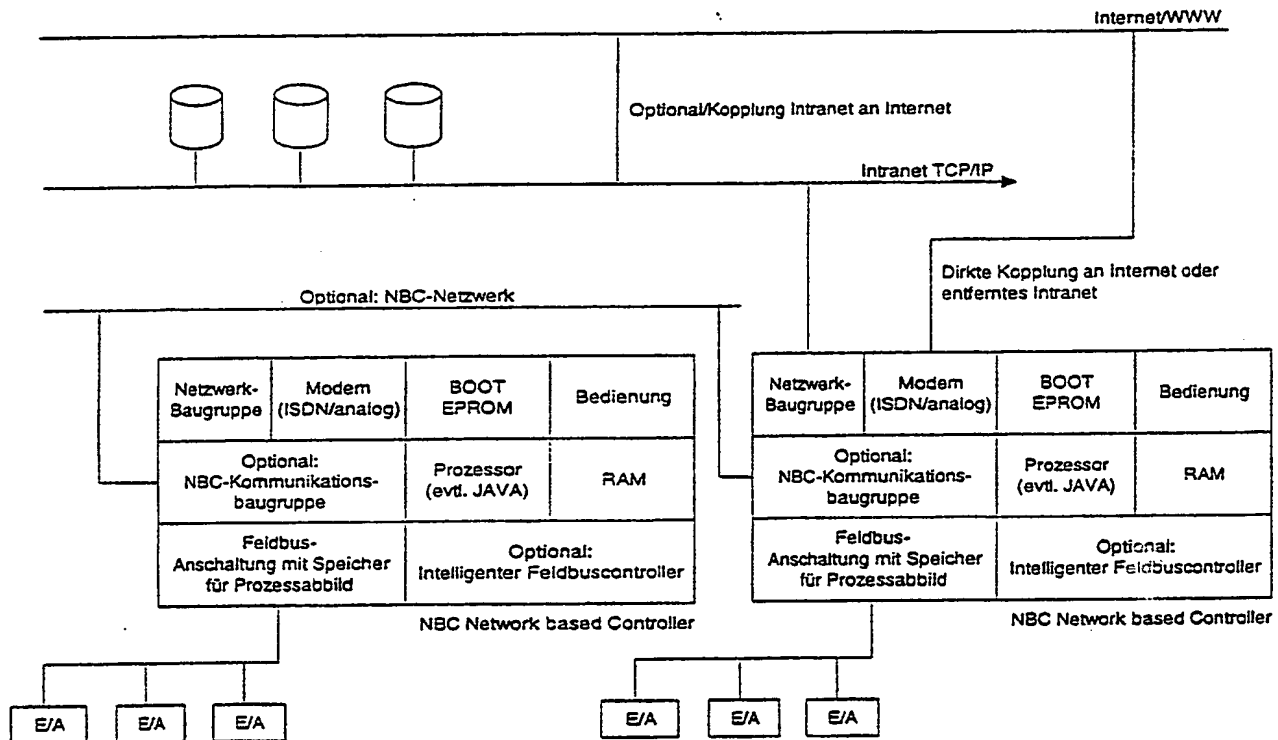 Internet/WWW
Optional/Kopplung Intranet an Internet
Intranet TCP/IP
Dirkte Kopplung an Internet oder
entferntes Intranet
Optional: NBC-Netzwerk
Netzwerk-
Baugruppe
Modem
(ISDN/analog)
BOOT
EPROM
Bedienung
Optional:
NBC-Kommunikations-
baugruppe
Prozessor
(evtl. JAVA)
RAM
Feldbus-
Anschaltung mit Speicher
für Prozessabbild
Optional:
Intelligenter Feldbuscontroller
NBC Network based Controller
Netzwerk-
Baugruppe
Modem
(ISDN/analog)
BOOT
EPROM
Bedienung
Optional:
NBC-Kommunikations-
baugruppe
Prozessor
(evtl. JAVA)
RAM
Feldbus-
Anschaltung mit Speicher
für Prozessabbild
Optional:
Intelligenter Feldbuscontroller
NBC Network based Controller
E/A
E/A
E/A
E/A
E/A
E/A